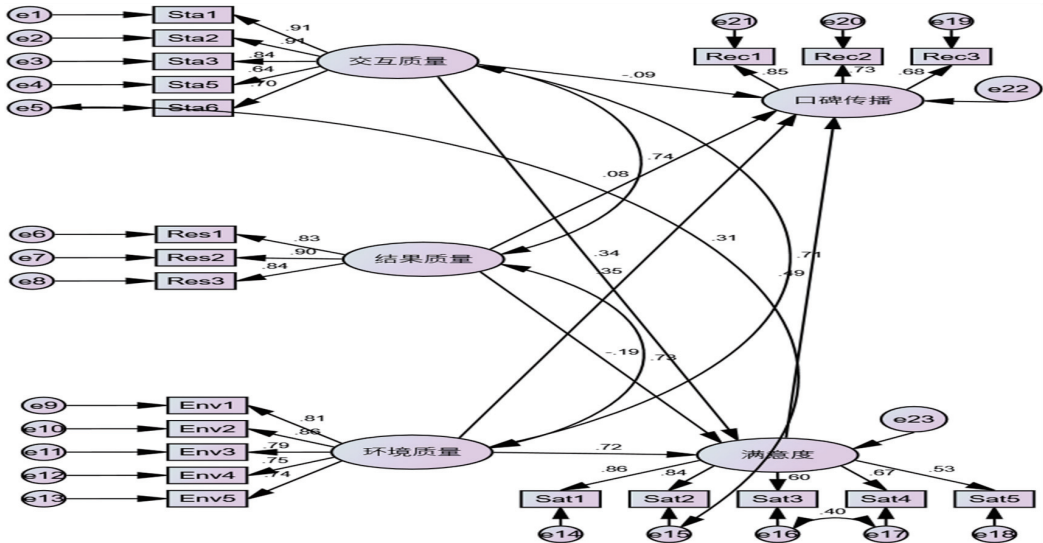 e1 Sta1 .91
e2 Sta2 .91
e3 Sta3 .84
e4 Sta5 .64
e5 Sta6 .70
交互质量
e21 e20 e19
Rec1 Rec2 Rec3
.85 .73 .68
口碑传播
e22
-.09
.74
.08
e6 Res1 .83
e7 Res2 .90
e8 Res3 .84
结果质量
.34
.35
.31
.71
.49
-.19
.73
e9 Env1 .81
e10 Env2 .86
e11 Env3 .79
e12 Env4 .75
e13 Env5 .74
环境质量
.72
满意度
e23
.86 .84 .60 .67 .53
Sat1 Sat2 Sat3 Sat4 Sat5
.40
e14 e15 e16 e17 e18